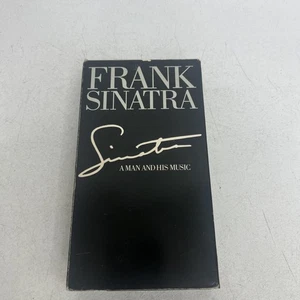 FRANK
SINATRA
Sinatra
A MAN AND HIS MUSIC